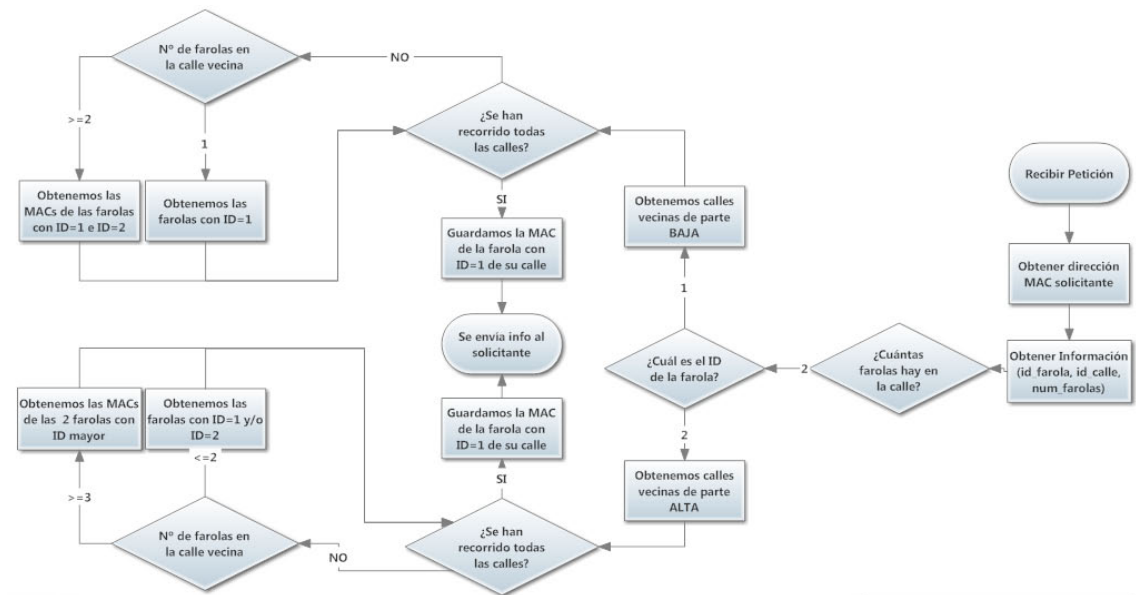 Nº de farolas en
la calle vecina
NO
>=2
1
¿Se han
recorrido todas
las calles?
Obtenemos las
MACs de las farolas
con ID=1 e ID=2
Obtenemos las
farolas con ID=1
SI
Guardamos la MAC
de la farola con
ID=1 de su calle
Obtenemos calles
vecinas de parte
BAJA
1
Recibir Petición
Obtener dirección
MAC solicitante
Obtener Información
(id_farola, id_calle,
num_farolas)
¿Cuántas
farolas hay en
la calle?
2
¿Cuál es el ID
de la farola?
Se envía info al
solicitante
2
Obtenemos calles
vecinas de parte
ALTA
Guardamos la MAC
de la farola con
ID=1 de su calle
SI
¿Se han
recorrido todas
las calles?
NO
Obtenemos las MACs
de las 2 farolas con
ID mayor
Obtenemos las
farolas con ID=1 y/o
ID=2
<=2
>=3
Nº de farolas en
la calle vecina